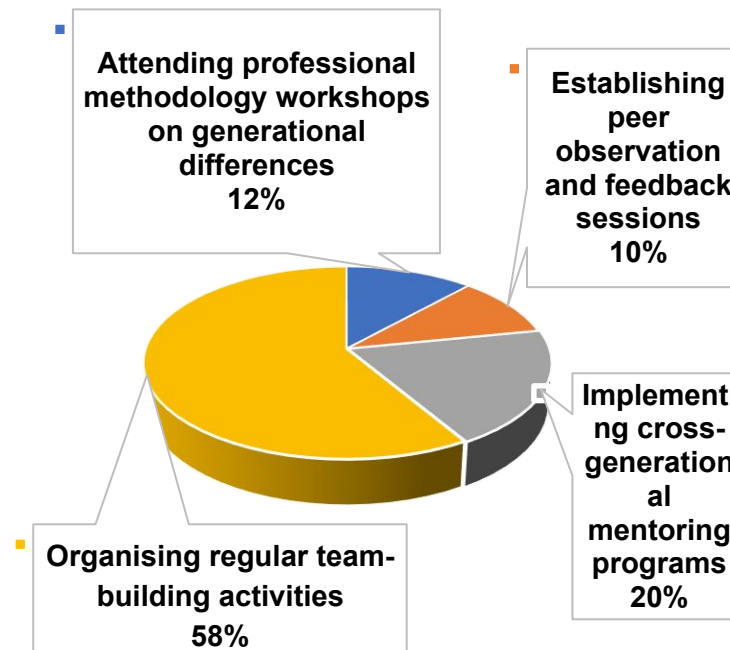 Attending professional
methodology workshops
on generational
differences
12%
Establishing
peer
observation
and feedback
sessions
10%
Implementi
ng cross-
generation
al
mentoring
programs
20%
Organising regular team-
building activities
58%